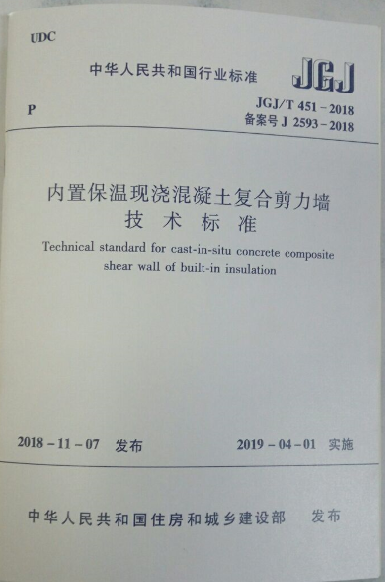 UDC
中华人民共和国行业标准
JGJ
P
JGJ/T 451-2018
备案号 J 2593-2018
内置保温现浇混凝土复合剪力墙
技术标准
Technical standard for cast-in-situ concrete composite
shear wall of built-in insulation
2018-11-07 发布
2019-04-01 实施
中华人民共和国住房和城乡建设部 发布